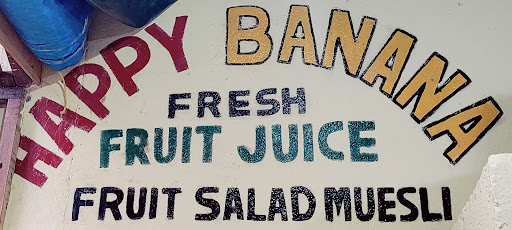 HAPPY BANANA
FRESH
FRUIT JUICE
FRUIT SALAD MUESLI